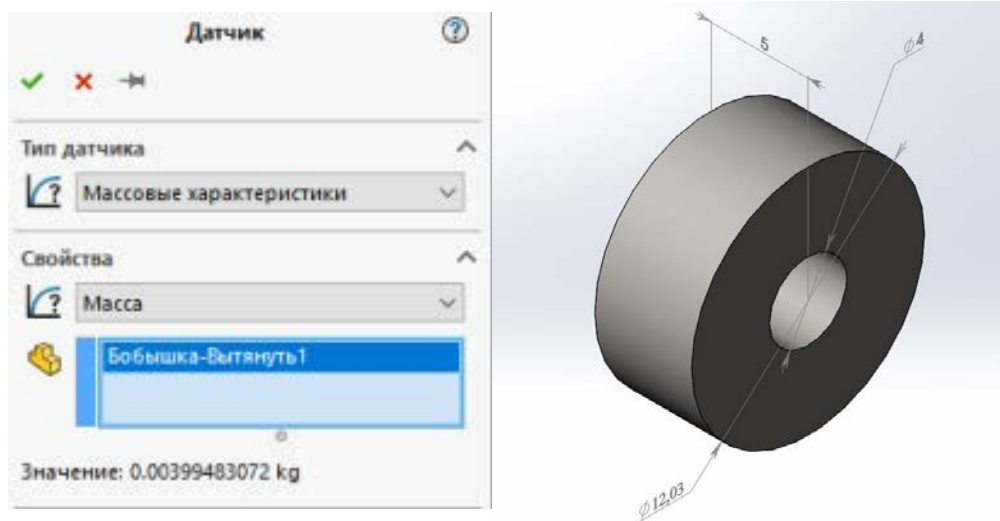 Датчик
Тип датчика
Массовые характеристики
Свойства
Масса
Бобышка-Вытянуть1
Значение: 0.00399483072 kg
5
∅4
∅12,03